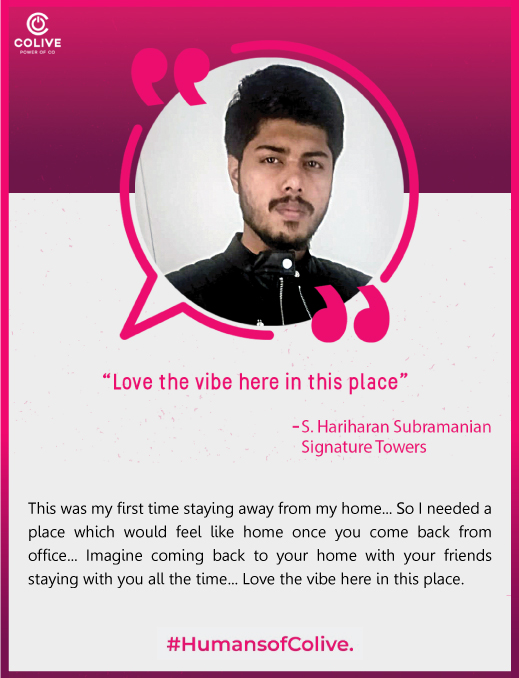 COLIVE
POWER OF CO
“Love the vibe here in this place”
-S. Hariharan Subramanian
Signature Towers
This was my first time staying away from my home... So I needed a
place which would feel like home once you come back from
office... Imagine coming back to your home with your friends
staying with you all the time... Love the vibe here in this place.
#HumansofColive.